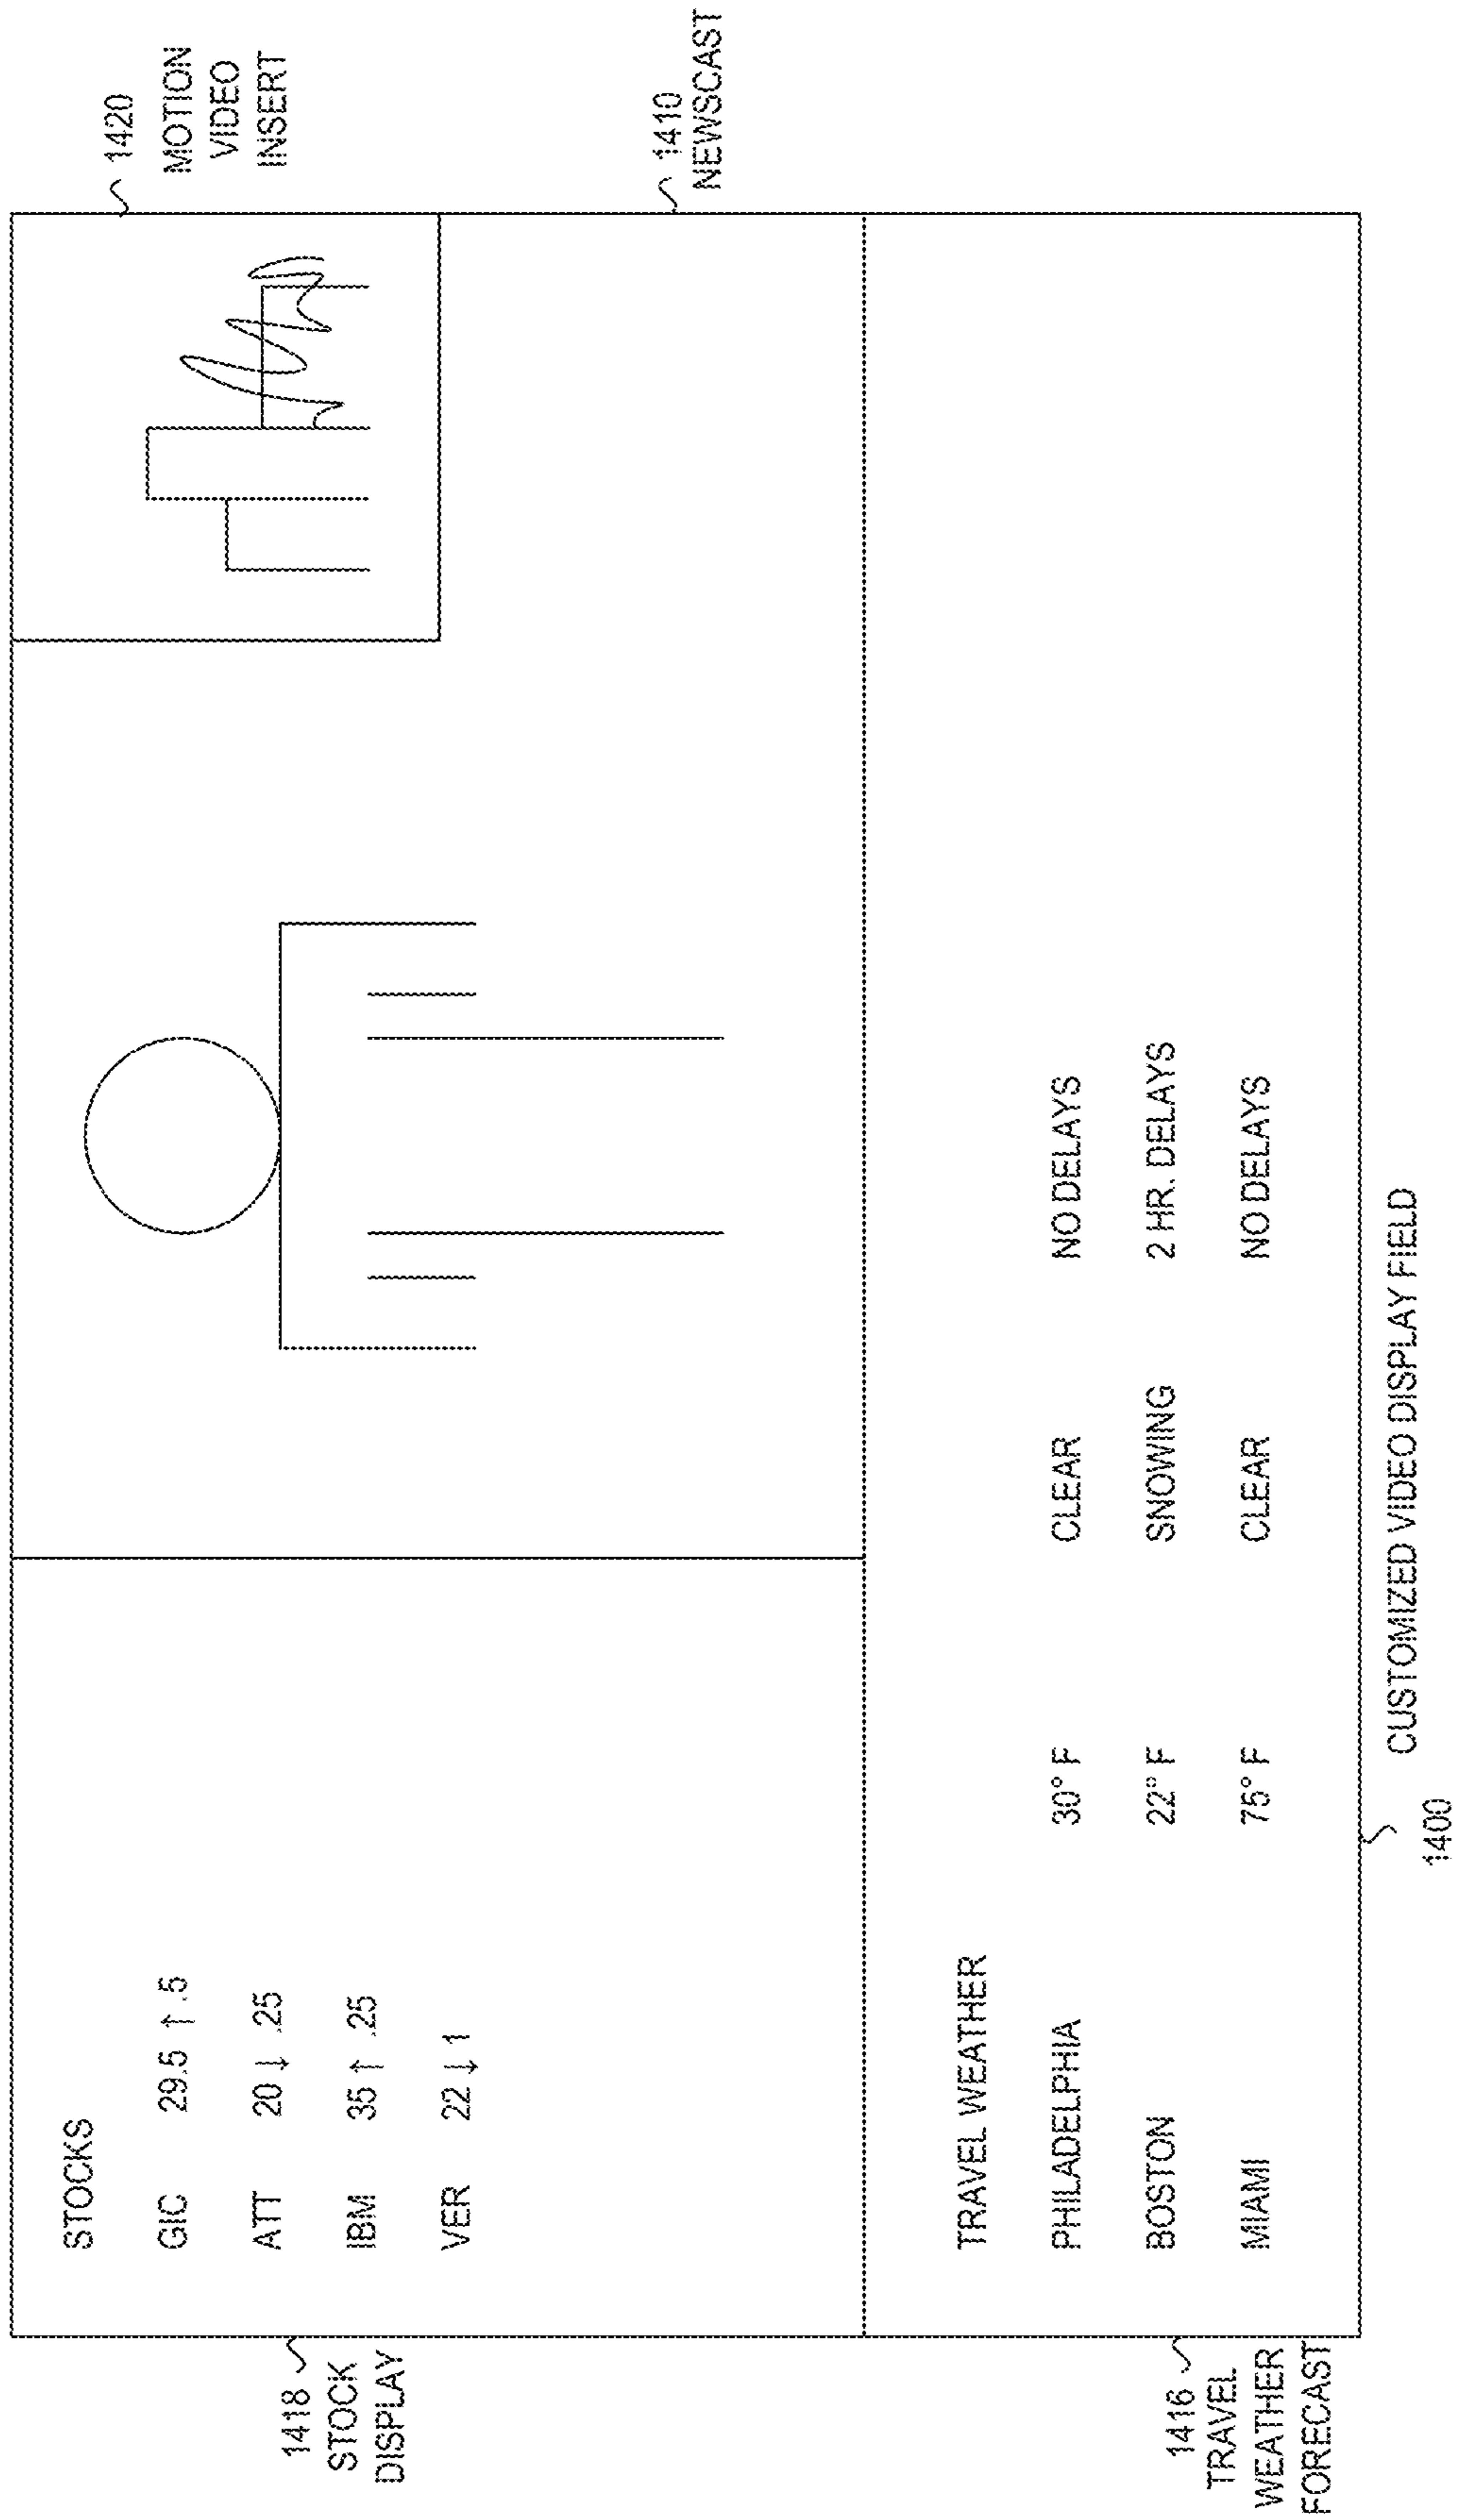 1420
MOTION
VIDEO
INSERT
1410
NEWSCAST
STOCKS
GIC 29.5 ↑ .5
ATT 20 ↓ .25
IBM 35 ↑ .25
VER 22 ↓ 1
1418
STOCK
DISPLAY
TRAVEL WEATHER
PHILADELPHIA 30° F CLEAR NO DELAYS
BOSTON 22° F SNOWING 2 HR. DELAYS
MIAMI 75° F CLEAR NO DELAYS
1416
TRAVEL
WEATHER
FORECAST
CUSTOMIZED VIDEO DISPLAY FIELD
1400